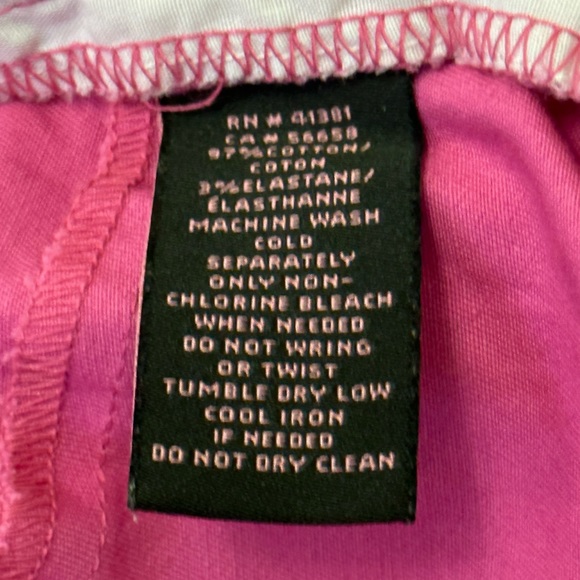 RN # 41381
CA # 56658
97% COTTON/
COTON
3% ELASTANE/
ÉLASTHANNE
MACHINE WASH
COLD
SEPARATELY
ONLY NON-
CHLORINE BLEACH
WHEN NEEDED
DO NOT WRING
OR TWIST
TUMBLE DRY LOW
COOL IRON
IF NEEDED
DO NOT DRY CLEAN